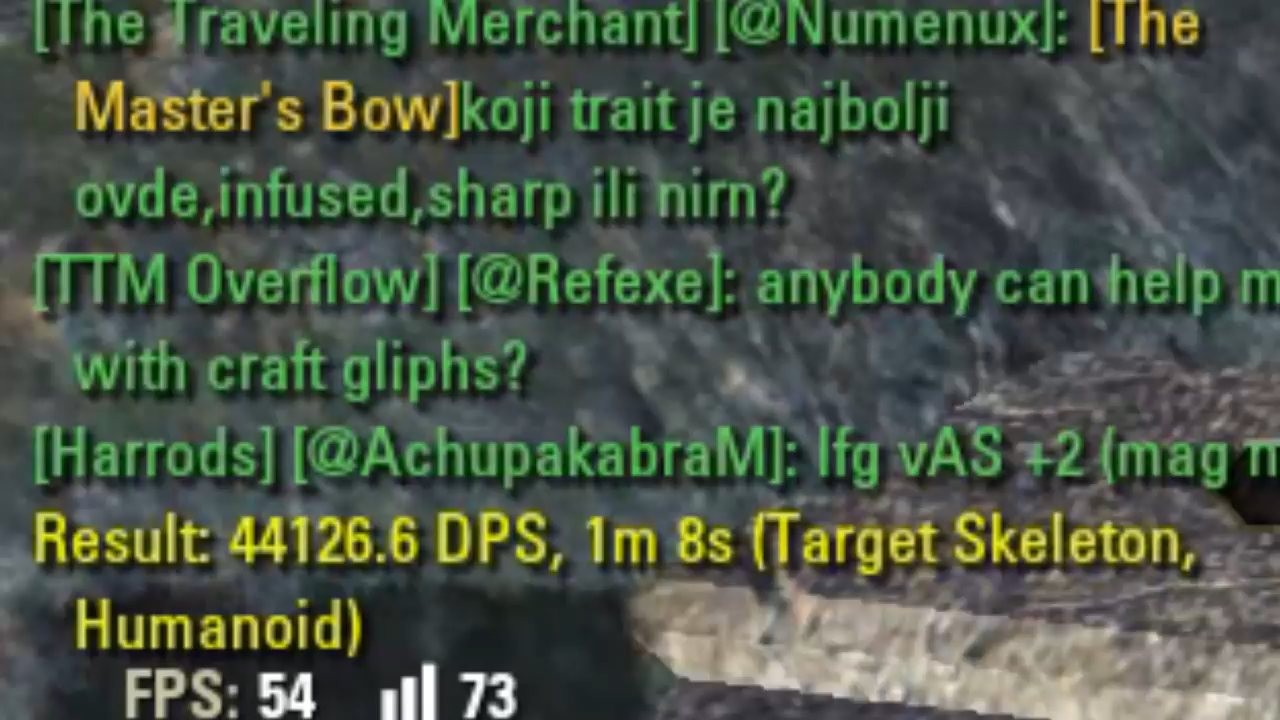 [The Traveling Merchant] [@Numenux]: [The
Master's Bow]koji trait je najbolji
ovde,infused,sharp ili nirn?
[TTM Overflow] [@Refexe]: anybody can help
with craft gliphs?
[Harrods] [@AchupakabraM]: lfg vAS +2 (mag
Result: 44126.6 DPS, 1m 8s (Target Skeleton,
Humanoid)
FPS: 54 73